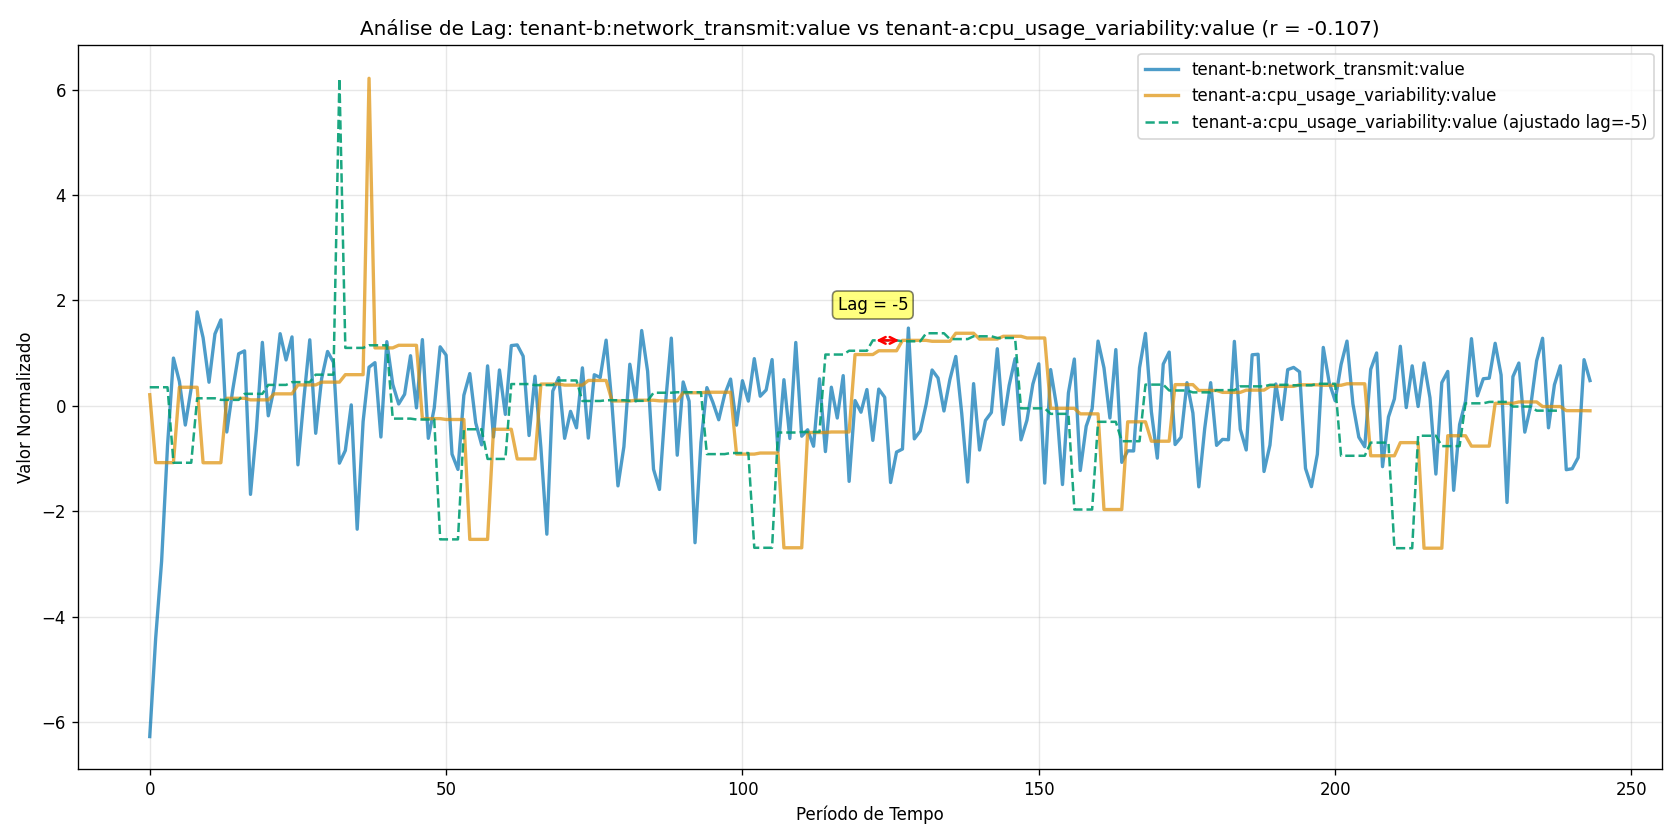 Análise de Lag: tenant-b:network_transmit:value vs tenant-a:cpu_usage_variability:value (r = -0.107)
tenant-b:network_transmit:value
tenant-a:cpu_usage_variability:value
tenant-a:cpu_usage_variability:value (ajustado lag=-5)
Valor Normalizado
6
4
2
0
−2
−4
−6
Lag = -5
0 50 100 150 200 250
Período de Tempo